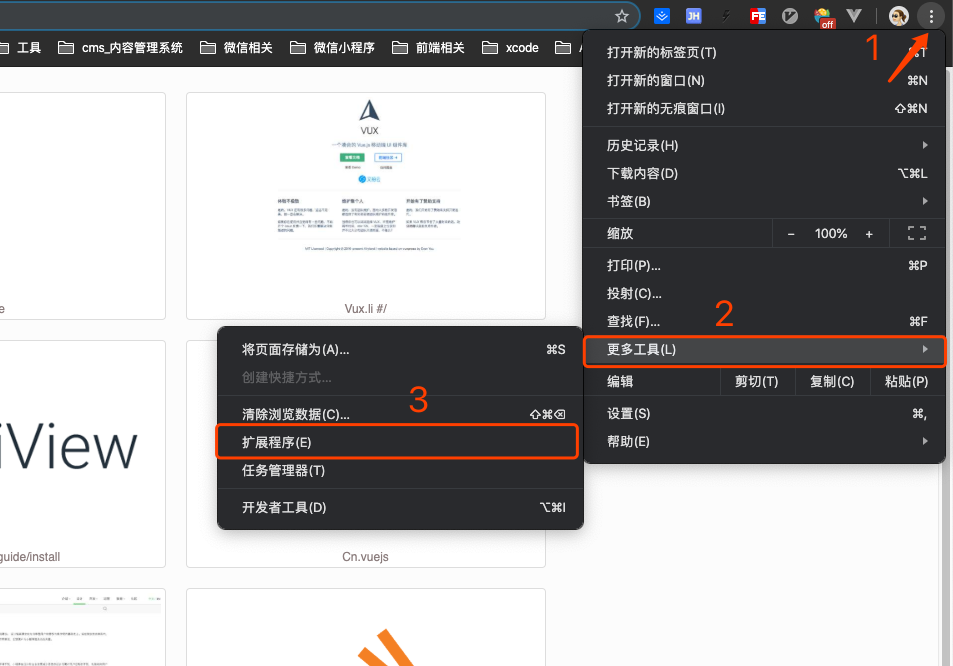 JH
FE
off
工具
cms_内容管理系统
微信相关
微信小程序
前端相关
xcode
1
打开新的标签页(T) ⌘T
打开新的窗口(N) ⌘N
打开新的无痕窗口(I) ⇧⌘N
历史记录(H)
下载内容(D) ⌥⌘L
书签(B)
缩放 − 100% +
打印(P)... ⌘P
投射(C)...
查找(F)... ⌘F
2
更多工具(L)
编辑 剪切(T) 复制(C) 粘贴(P)
设置(S) ⌘,
帮助(E)
将页面存储为(A)... ⌘S
创建快捷方式...
3
清除浏览数据(C)... ⇧⌘⌫
扩展程序(E)
任务管理器(T)
开发者工具(D) ⌥⌘I
VUX
e
Vux.li #/
iView
guide/install
Cn.vuejs